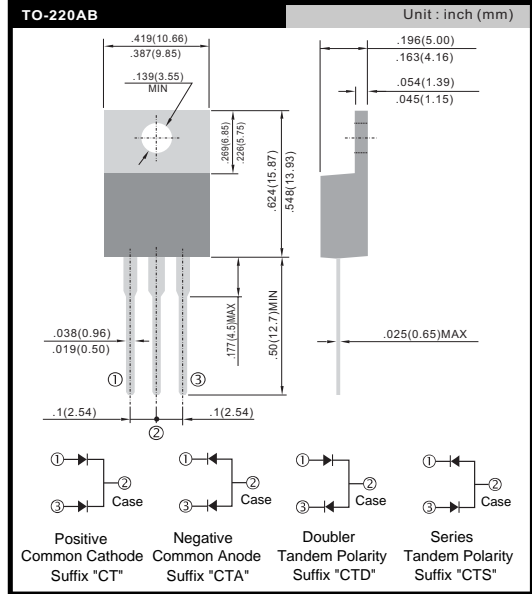 TO-220AB
Unit : inch (mm)
.419(10.66)
.387(9.85)
.139(3.55)
MIN
.269(6.85)
.226(5.75)
.624(15.87)
.548(13.93)
.196(5.00)
.163(4.16)
.054(1.39)
.045(1.15)
.038(0.96)
.019(0.50)
.177(4.5)MAX
.50(12.7)MIN
.025(0.65)MAX
① ③
.1(2.54)
.1(2.54)
②
① ② ③ Case
① ② ③ Case
① ② ③ Case
① ② ③ Case
Positive
Common Cathode
Suffix "CT"
Negative
Common Anode
Suffix "CTA"
Doubler
Tandem Polarity
Suffix "CTD"
Series
Tandem Polarity
Suffix "CTS"